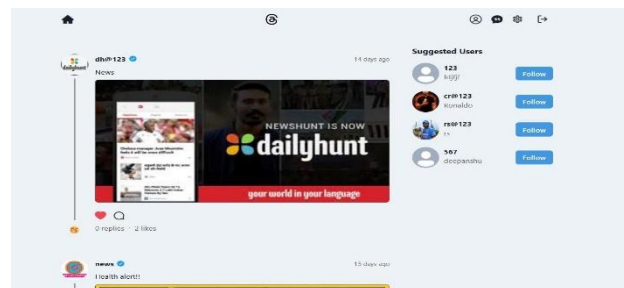 dailyhunt
dh@123
14 days ago
News
NEWSHUNT IS NOW
dailyhunt
your world in your language
0 replies · 2 likes
news
15 days ago
Health alert!!
Suggested Users
123
Follow
cr@123
Ronaldo
Follow
rs@123
rs
Follow
567
deepanshu
Follow